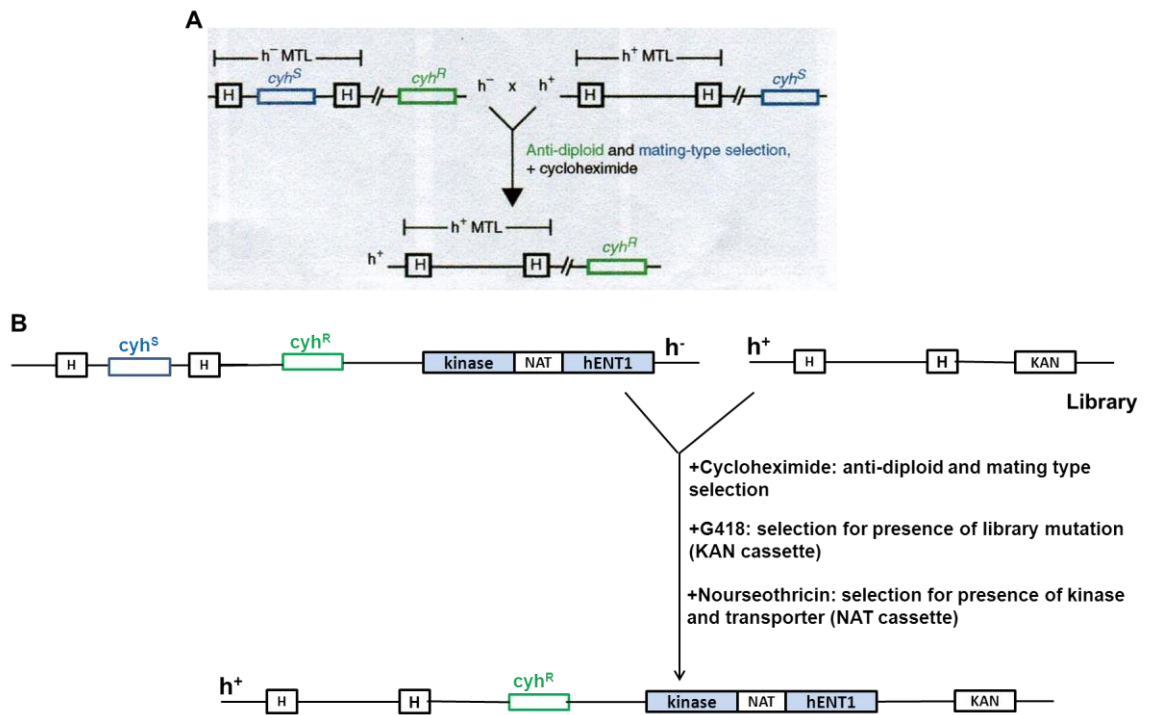 A
h⁻ MTL
h⁺ MTL
cyhˢ
cyhᴿ
cyhˢ
H
H
h⁻ x h⁺
H
H
Anti-diploid and mating-type selection,
+ cycloheximide
h⁺ MTL
cyhᴿ
h⁺
H
H
B
cyhˢ
cyhᴿ
h⁻
h⁺
H
H
kinase NAT hENT1
H
H
KAN
Library
+Cycloheximide: anti-diploid and mating type
selection
+G418: selection for presence of library mutation
(KAN cassette)
+Nourseothricin: selection for presence of kinase
and transporter (NAT cassette)
h⁺
cyhᴿ
H
H
kinase NAT hENT1
KAN